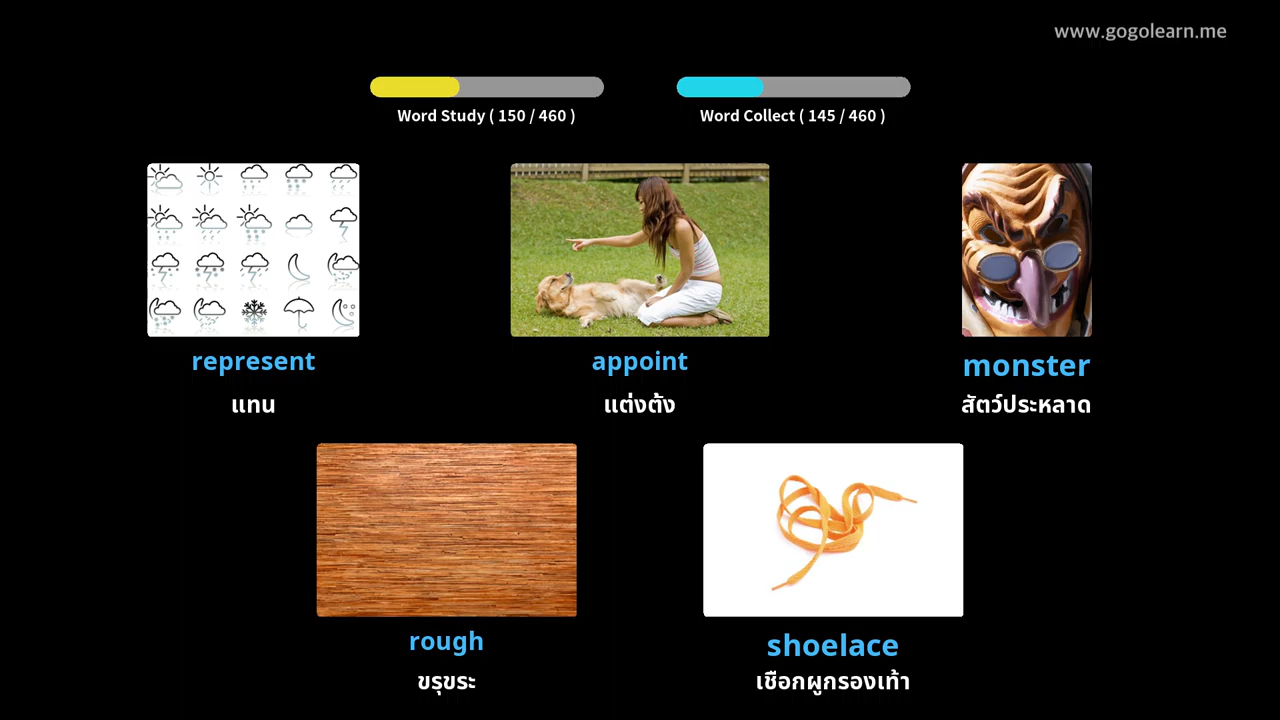 www.gogolearn.me
Word Study ( 150 / 460 )
Word Collect ( 145 / 460 )
represent
appoint
monster
แทน
แต่งตั้ง
สัตว์ประหลาด
rough
shoelace
ขรุขระ
เชือกผูกรองเท้า